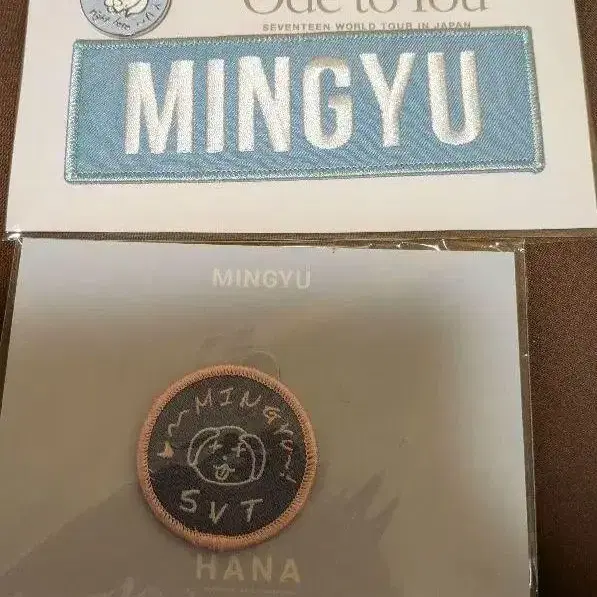 Ode to You
SEVENTEEN WORLD TOUR IN JAPAN
MINGYU
MINGYU
~~MINGYU~!
SVT
HANA